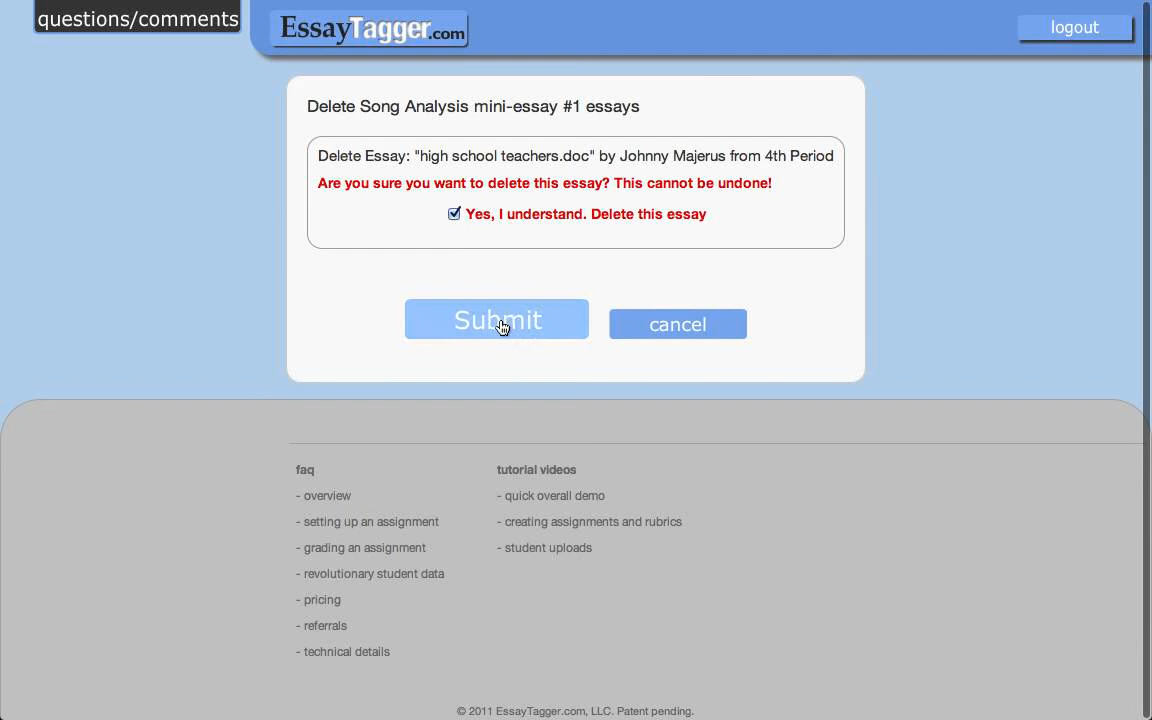 questions/comments
EssayTagger.com
logout
Delete Song Analysis mini-essay #1 essays
Delete Essay: "high school teachers.doc" by Johnny Majerus from 4th Period
Are you sure you want to delete this essay? This cannot be undone!
Yes, I understand. Delete this essay
Submit
cancel
faq
- overview
- setting up an assignment
- grading an assignment
- revolutionary student data
- pricing
- referrals
- technical details
tutorial videos
- quick overall demo
- creating assignments and rubrics
- student uploads
© 2011 EssayTagger.com, LLC. Patent pending.